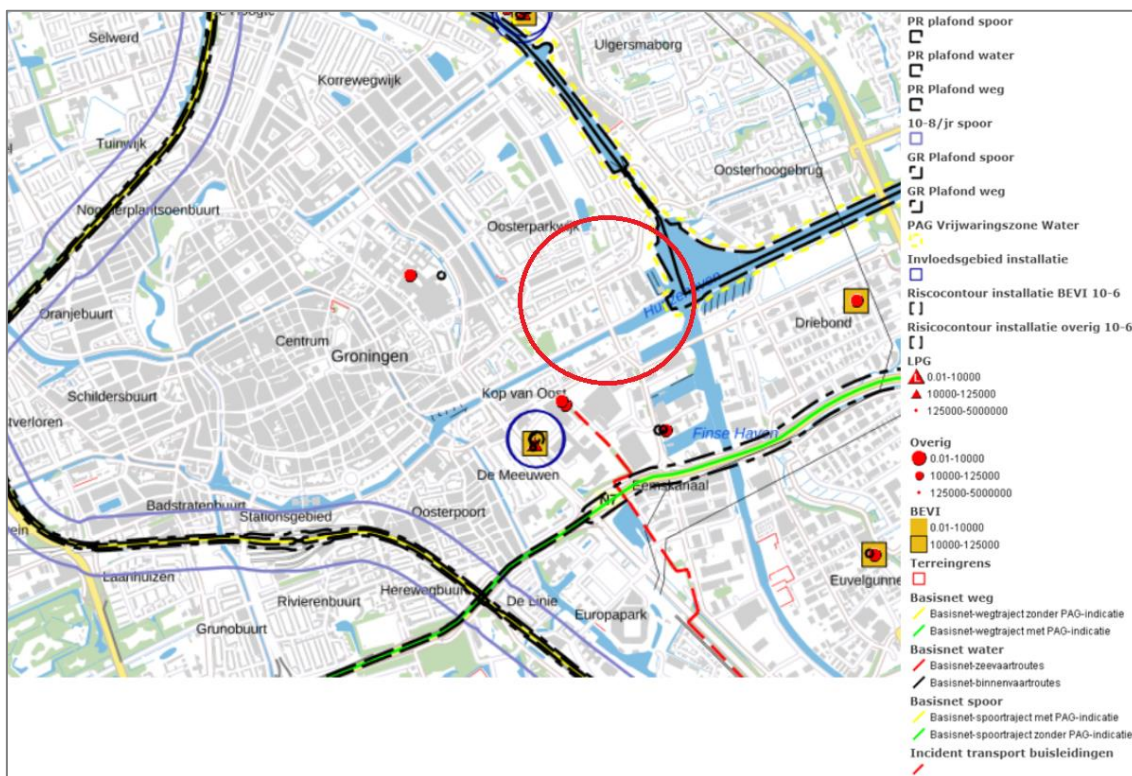 Selwerd
Ulgersmaborg
Korrewegwijk
Tuinwijk
Oosterhoogebrug
Noorderplantsoenbuurt
Oosterparkwijk
Oranjebuurt
Driebond
Centrum
Groningen
Schildersbuurt
Kop van Oost
tverloren
Finse Haven
De Meeuwen
Eemskanaal
N7
Badstratenbuurt
Stationsgebied
Oosterpoort
ein
Laanhuizen
Euvelgunne
Herewegbuurt
De Linie
Rivierenbuurt
Europapark
Grunobuurt
PR plafond spoor
PR plafond water
PR Plafond weg
10-8/jr spoor
GR Plafond spoor
GR Plafond weg
PAG Vrijwaringszone Water
Invloedsgebied installatie
Riscocontour installatie BEVI 10-6
Risicocontour installatie overig 10-6
LPG
L 0.01-10000
10000-125000
125000-5000000
Overig
0.01-10000
10000-125000
125000-5000000
BEVI
0.01-10000
10000-125000
Terreingrens
Basisnet weg
Basisnet-wegtraject zonder PAG-indicatie
Basisnet-wegtraject met PAG-indicatie
Basisnet water
Basisnet-zeevaartroutes
Basisnet-binnenvaartroutes
Basisnet spoor
Basisnet-spoortraject met PAG-indicatie
Basisnet-spoortraject zonder PAG-indicatie
Incident transport buisleidingen